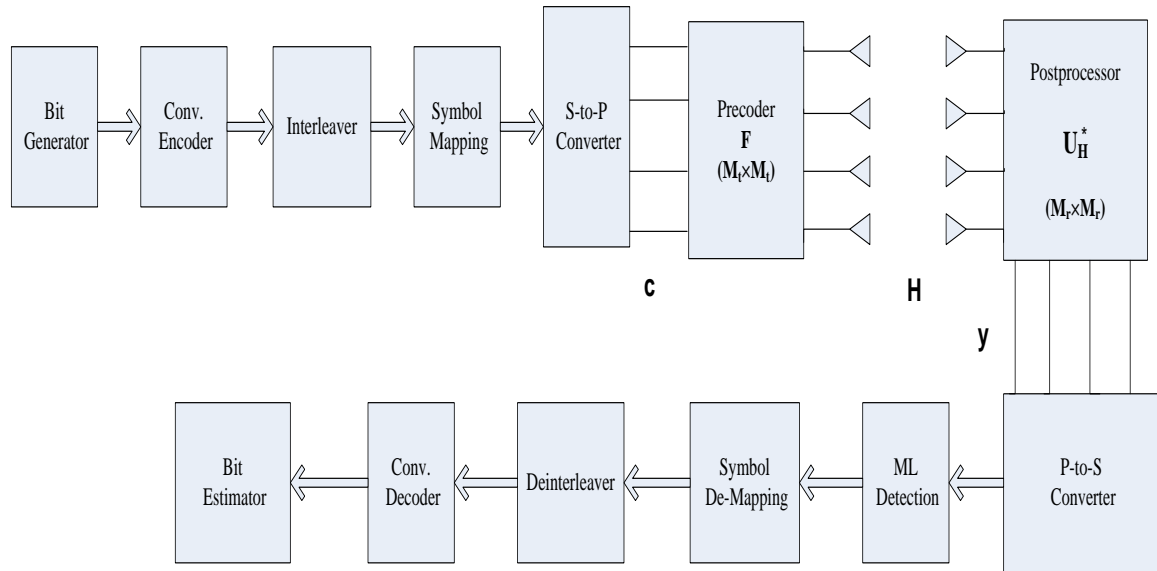 Bit
Generator
Conv.
Encoder
Interleaver
Symbol
Mapping
S-to-P
Converter
Precoder
F
(Mₜ×Mₜ)
Postprocessor
U*_H
(Mᵣ×Mᵣ)
c
H
y
Bit
Estimator
Conv.
Decoder
Deinterleaver
Symbol
De-Mapping
ML
Detection
P-to-S
Converter